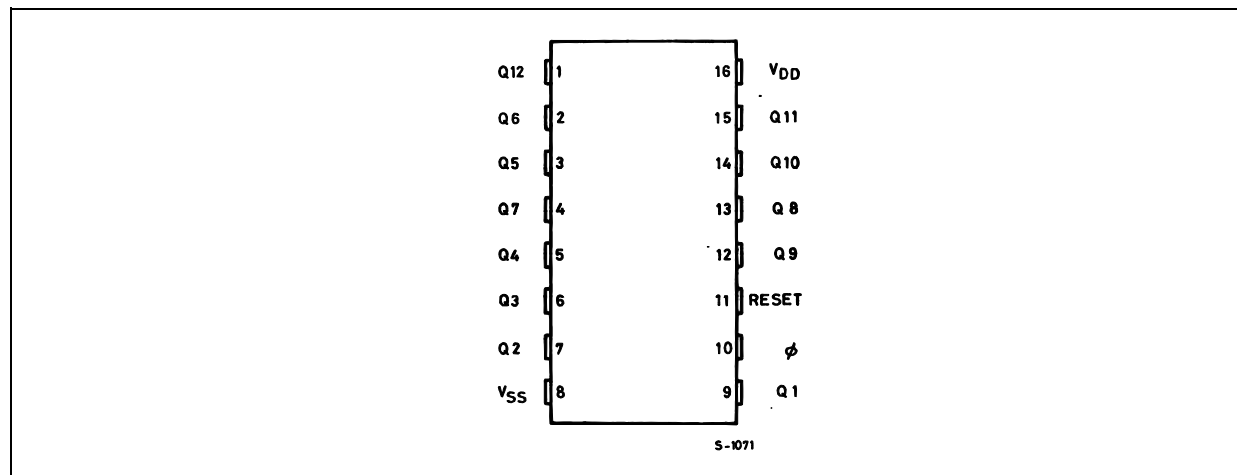 Q12 1 16 VDD
Q6 2 15 Q11
Q5 3 14 Q10
Q7 4 13 Q8
Q4 5 12 Q9
Q3 6 11 RESET
Q2 7 10 ϕ
VSS 8 9 Q1
S-1071